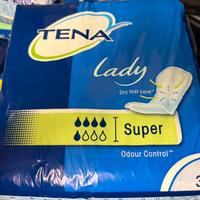 TENA
Lady
Dry fast core™
Super
Odour Control™
3